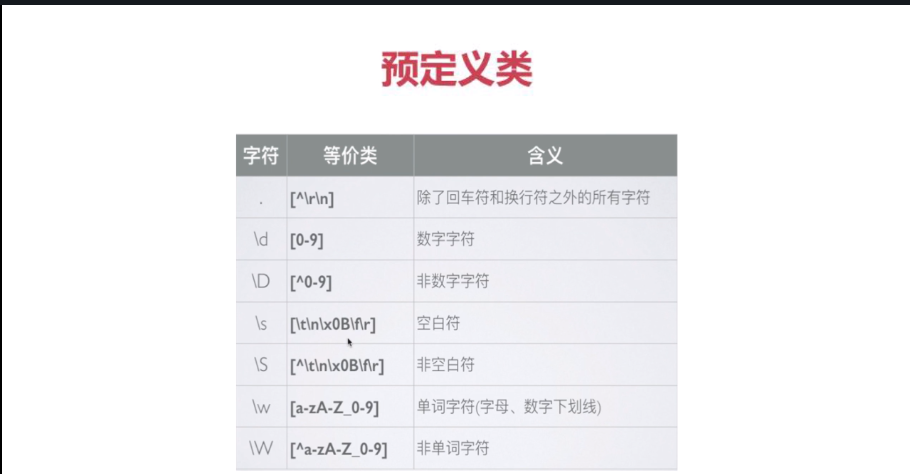 预定义类
字符 等价类 含义
. [^\r\n] 除了回车符和换行符之外的所有字符
\d [0-9] 数字字符
\D [^0-9] 非数字字符
\s [\t\n\x0B\f\r] 空白符
\S [^\t\n\x0B\f\r] 非空白符
\w [a-zA-Z_0-9] 单词字符(字母、数字下划线)
\W [^a-zA-Z_0-9] 非单词字符